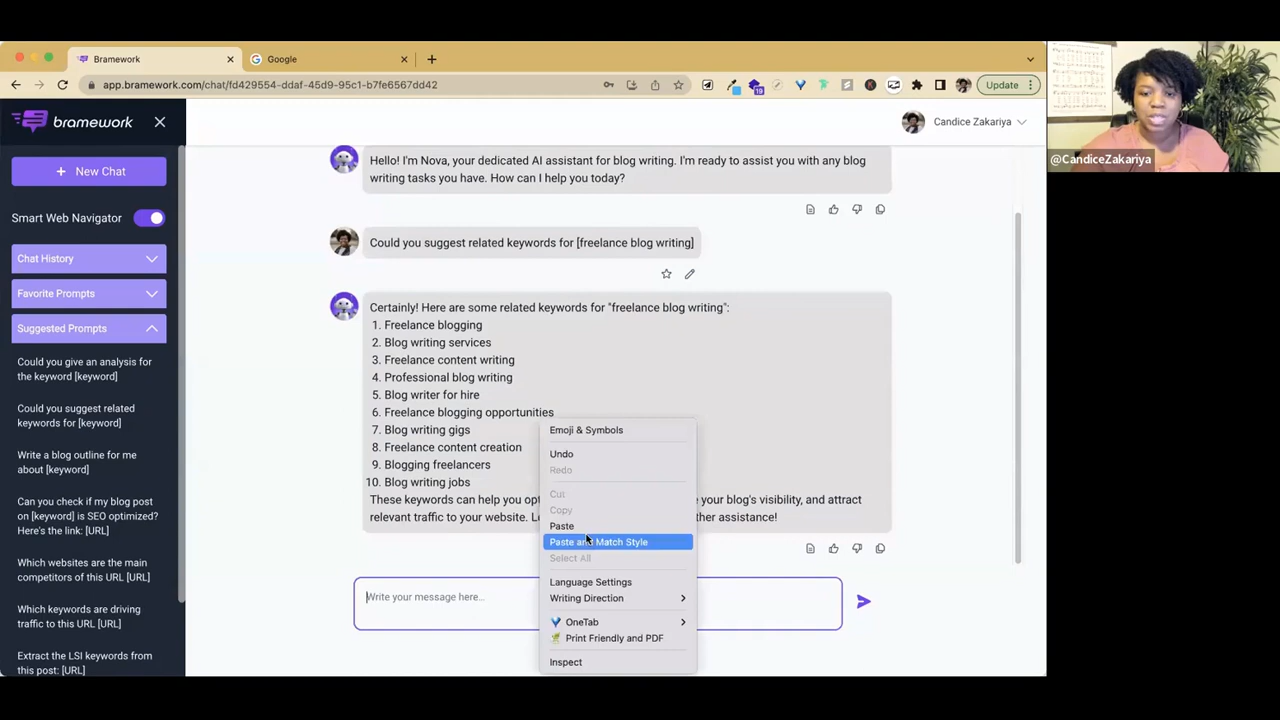 Bramework
Google
app.bramework.com/chat/fd429554-ddaf-45d9-95c1-b7fe6567dd42
19
Update
@CandiceZakariya
bramework
Candice Zakariya
+ New Chat
Smart Web Navigator
Chat History
Favorite Prompts
Suggested Prompts
Could you give an analysis for
the keyword [keyword]
Could you suggest related
keywords for [keyword]
Write a blog outline for me
about [keyword]
Can you check if my blog post
on [keyword] is SEO optimized?
Here's the link: [URL]
Which websites are the main
competitors of this URL [URL]
Which keywords are driving
traffic to this URL [URL]
Extract the LSI keywords from
this post: [URL]
Hello! I'm Nova, your dedicated AI assistant for blog writing. I'm ready to assist you with any blog
writing tasks you have. How can I help you today?
Could you suggest related keywords for [freelance blog writing]
Certainly! Here are some related keywords for "freelance blog writing":
1. Freelance blogging
2. Blog writing services
3. Freelance content writing
4. Professional blog writing
5. Blog writer for hire
6. Freelance blogging opportunities
7. Blog writing gigs
8. Freelance content creation
9. Blogging freelancers
10. Blog writing jobs
These keywords can help you opt your blog's visibility, and attract
relevant traffic to your website. Le ther assistance!
Emoji & Symbols
Undo
Redo
Cut
Copy
Paste
Paste and Match Style
Select All
Language Settings
Writing Direction
OneTab
Print Friendly and PDF
Inspect
Write your message here...